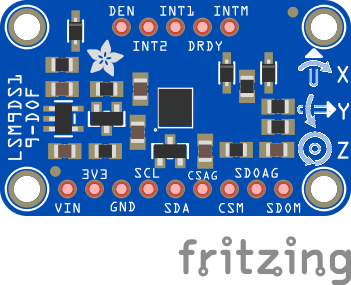 DEN INT1 INTM
INT2 DRDY
LSM9DS1
9-DOF
X
Y
Z
3V3 SCL CSAG SDOAG
VIN GND SDA CSM SDOM
fritzing